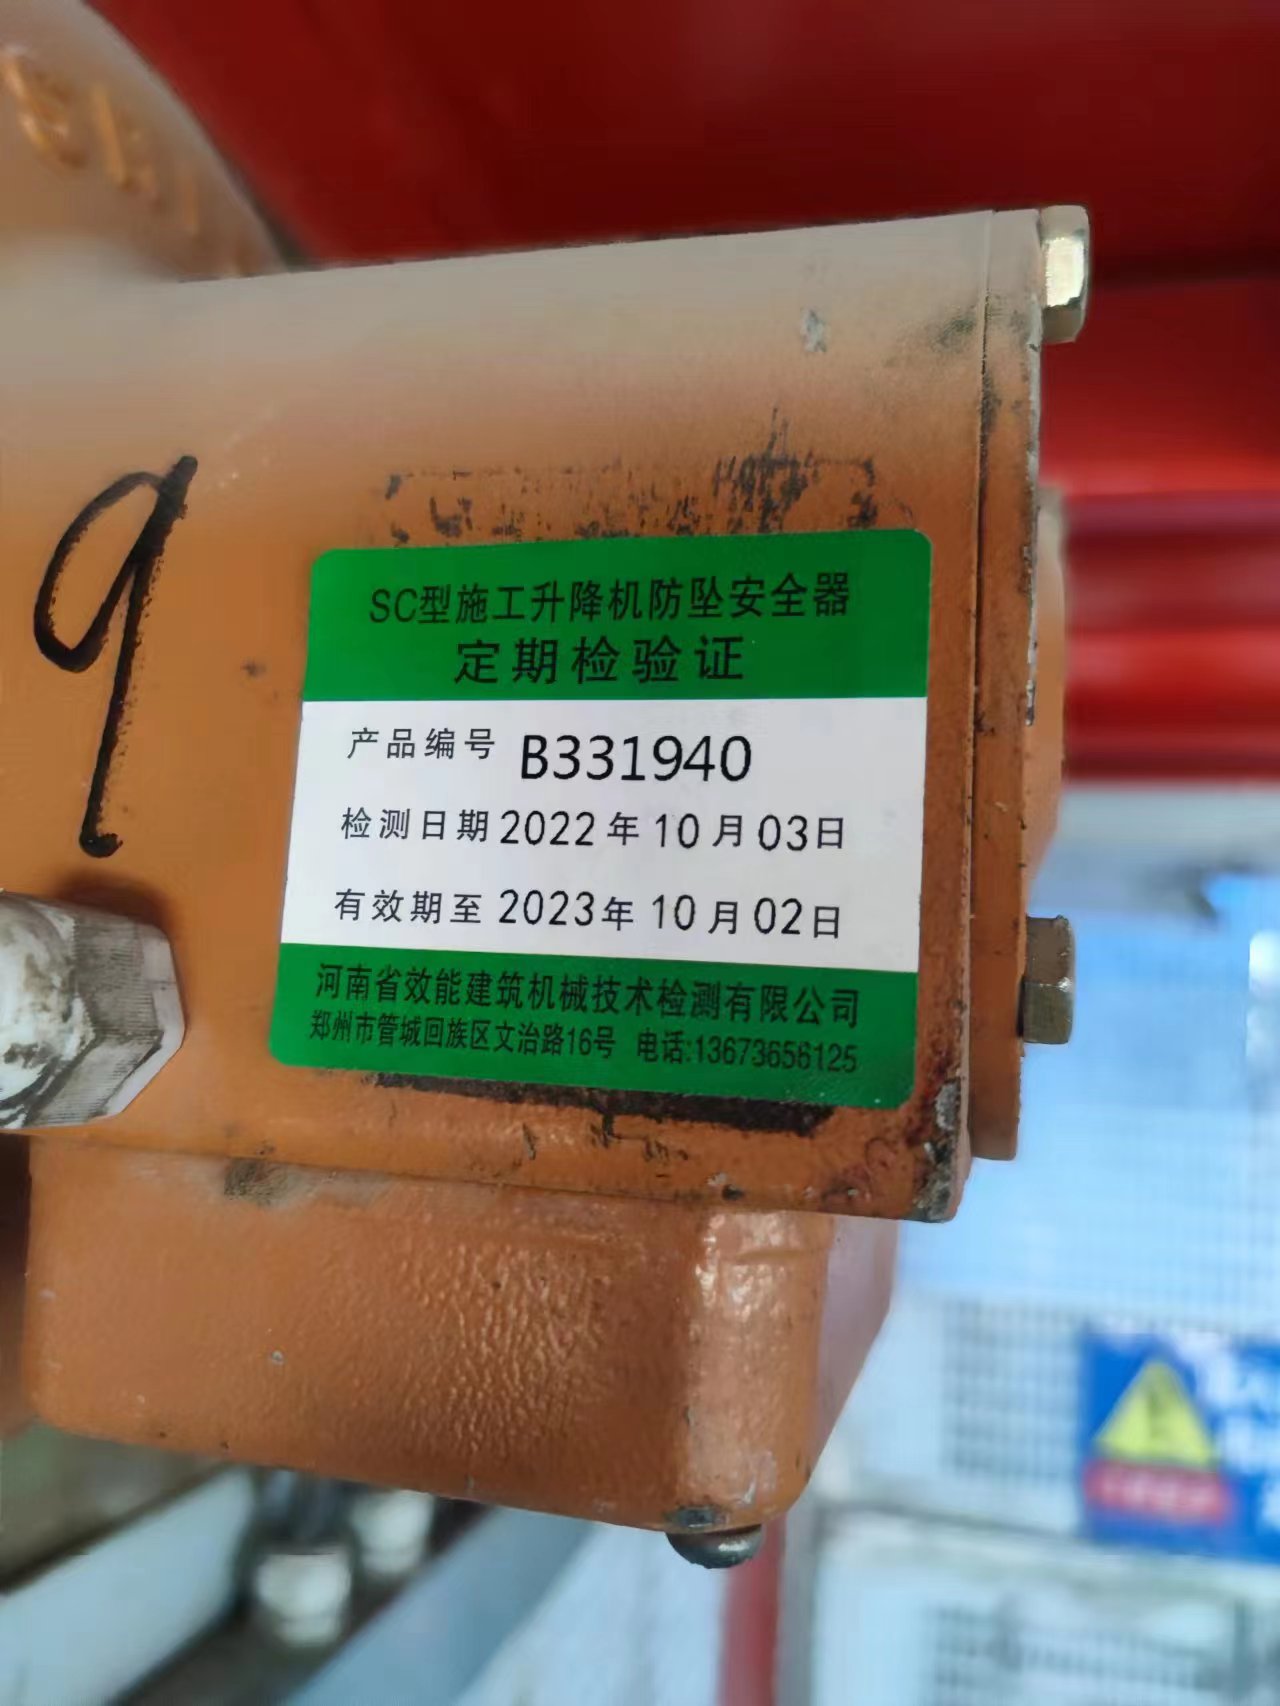 9
SC型施工升降机防坠安全器
定期检验证
产品编号 B331940
检测日期 2022年10月03日
有效期至 2023年10月02日
河南省效能建筑机械技术检测有限公司
郑州市管城回族区文治路16号 电话:13673656125